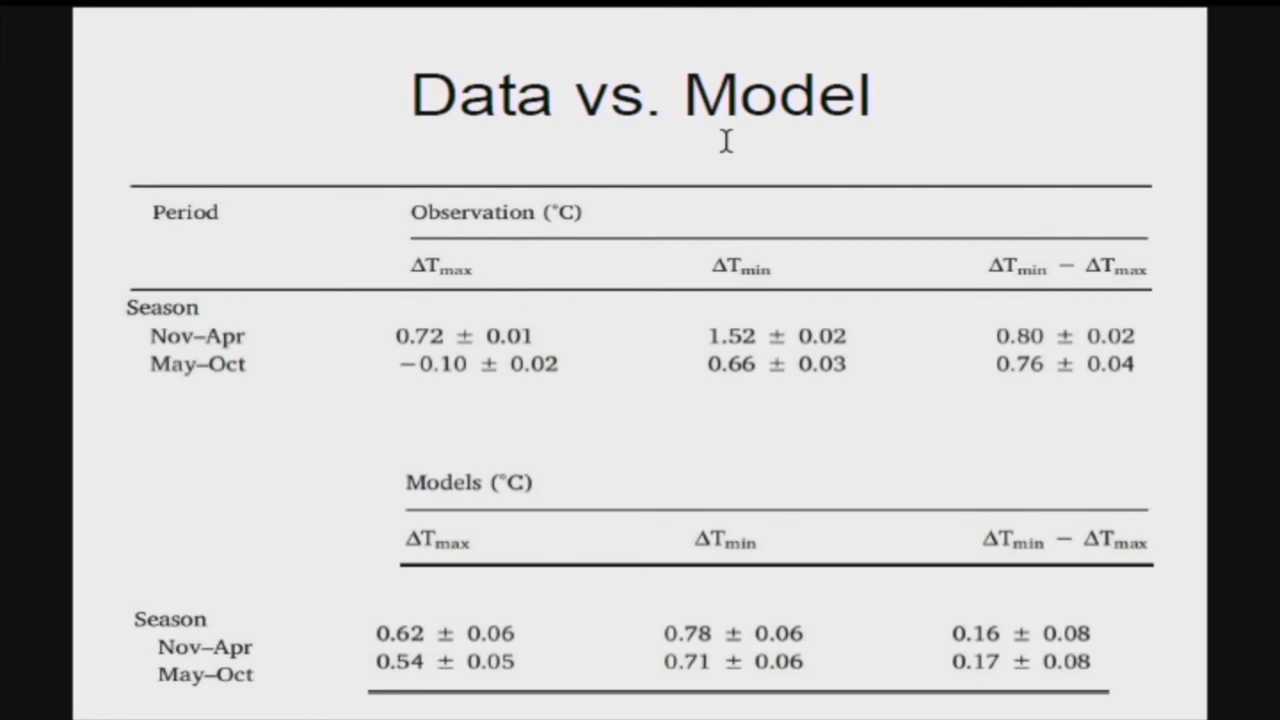 Data vs. Model
Period Observation (°C)
ΔTmax ΔTmin ΔTmin − ΔTmax
Season
Nov–Apr 0.72 ± 0.01 1.52 ± 0.02 0.80 ± 0.02
May–Oct −0.10 ± 0.02 0.66 ± 0.03 0.76 ± 0.04
Models (°C)
ΔTmax ΔTmin ΔTmin − ΔTmax
Season
Nov–Apr 0.62 ± 0.06 0.78 ± 0.06 0.16 ± 0.08
May–Oct 0.54 ± 0.05 0.71 ± 0.06 0.17 ± 0.08